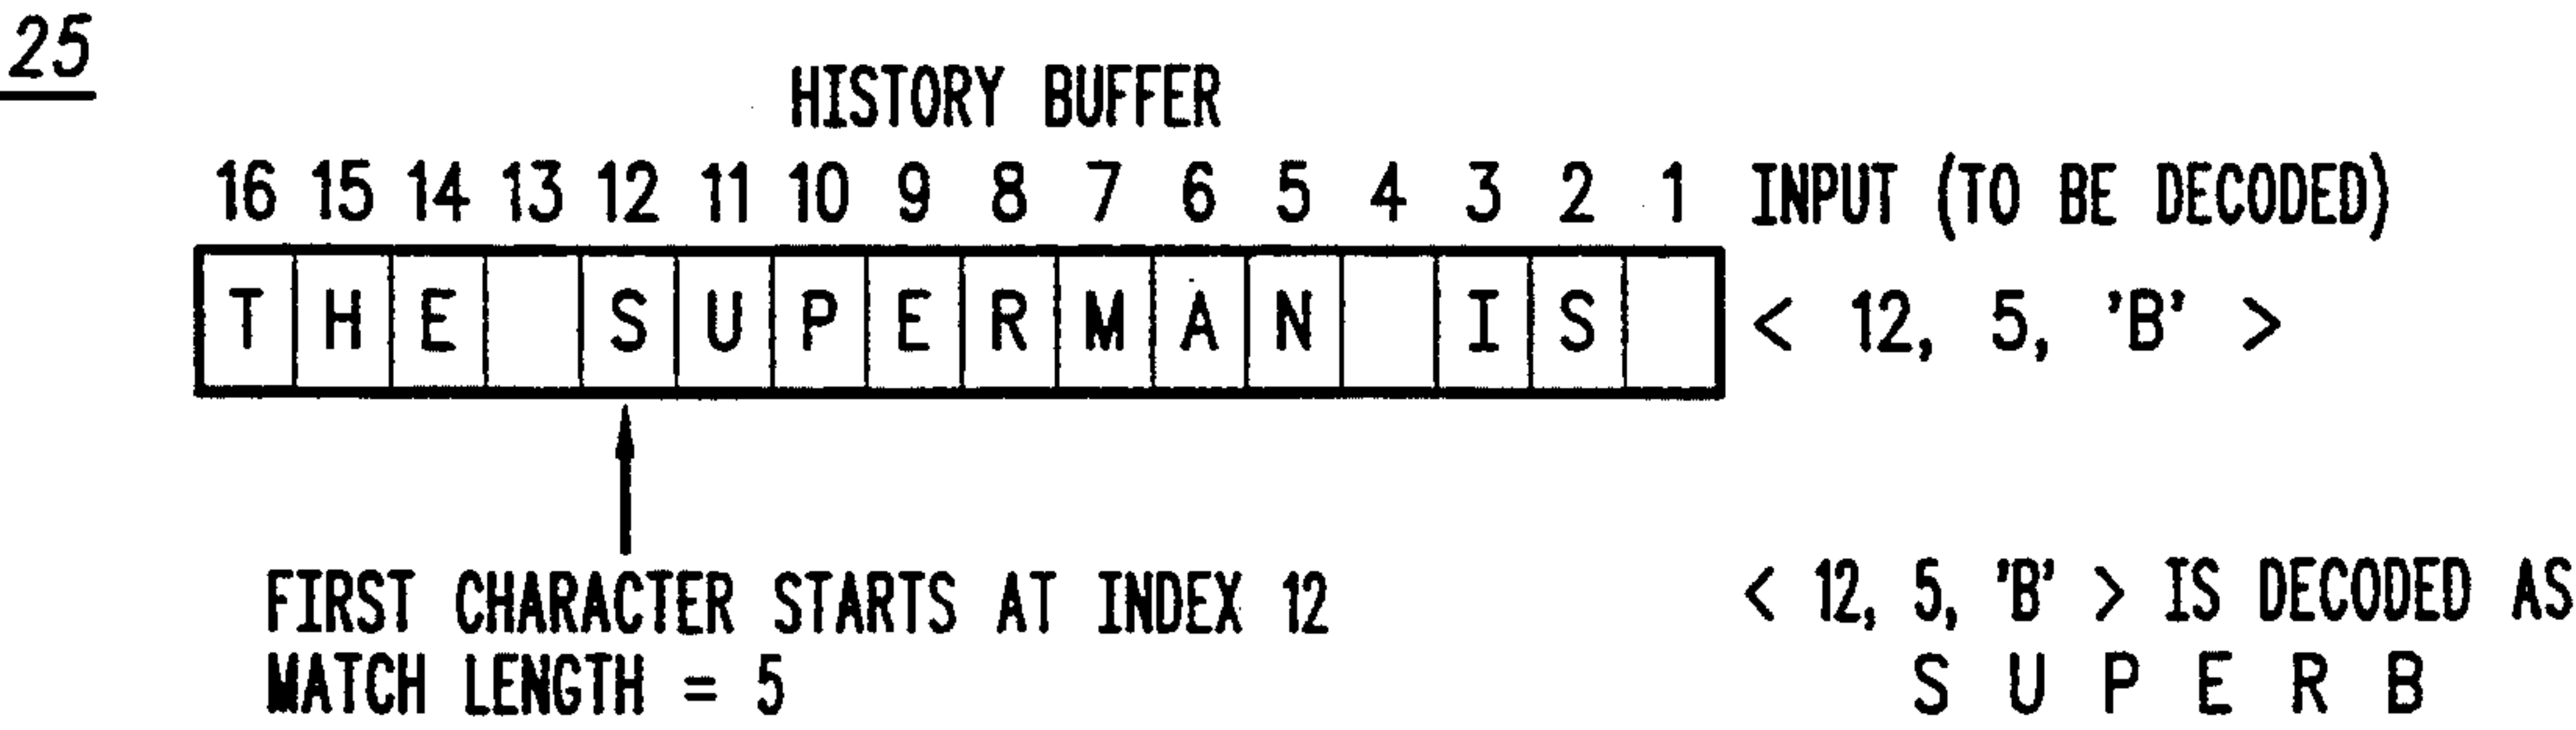 25
HISTORY BUFFER
16 15 14 13 12 11 10 9 8 7 6 5 4 3 2 1 INPUT (TO BE DECODED)
T H E S U P E R M A N I S < 12, 5, 'B' >
FIRST CHARACTER STARTS AT INDEX 12 < 12, 5, 'B' > IS DECODED AS
MATCH LENGTH = 5 S U P E R B